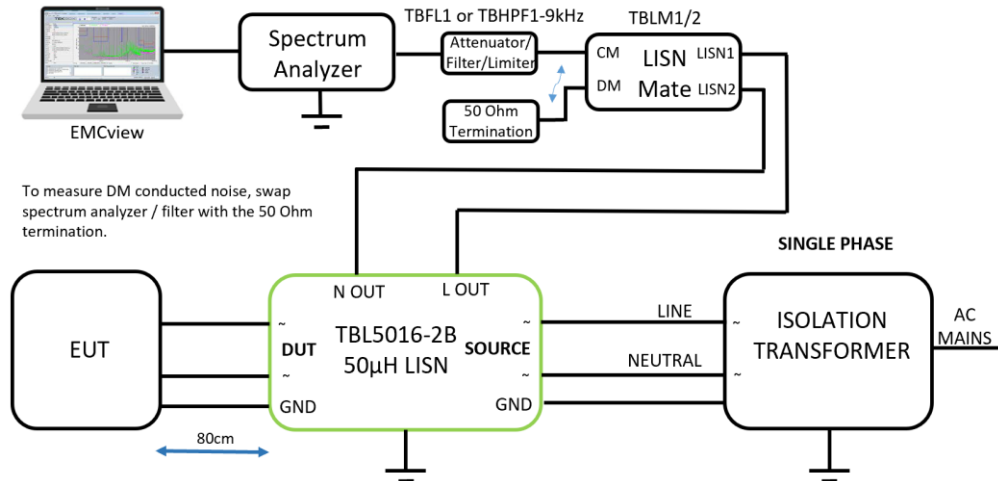 TBFL1 or TBHPF1-9kHz
TBLM1/2
Spectrum
Analyzer
Attenuator/
Filter/Limiter
CM
DM
LISN
Mate
LISN1
LISN2
50 Ohm
Termination
EMCview
To measure DM conducted noise, swap
spectrum analyzer / filter with the 50 Ohm
termination.
SINGLE PHASE
EUT
80cm
N OUT
L OUT
~
~
GND
DUT
TBL5016-2B
50µH LISN
SOURCE
~
~
GND
LINE
NEUTRAL
~
~
ISOLATION
TRANSFORMER
AC
MAINS